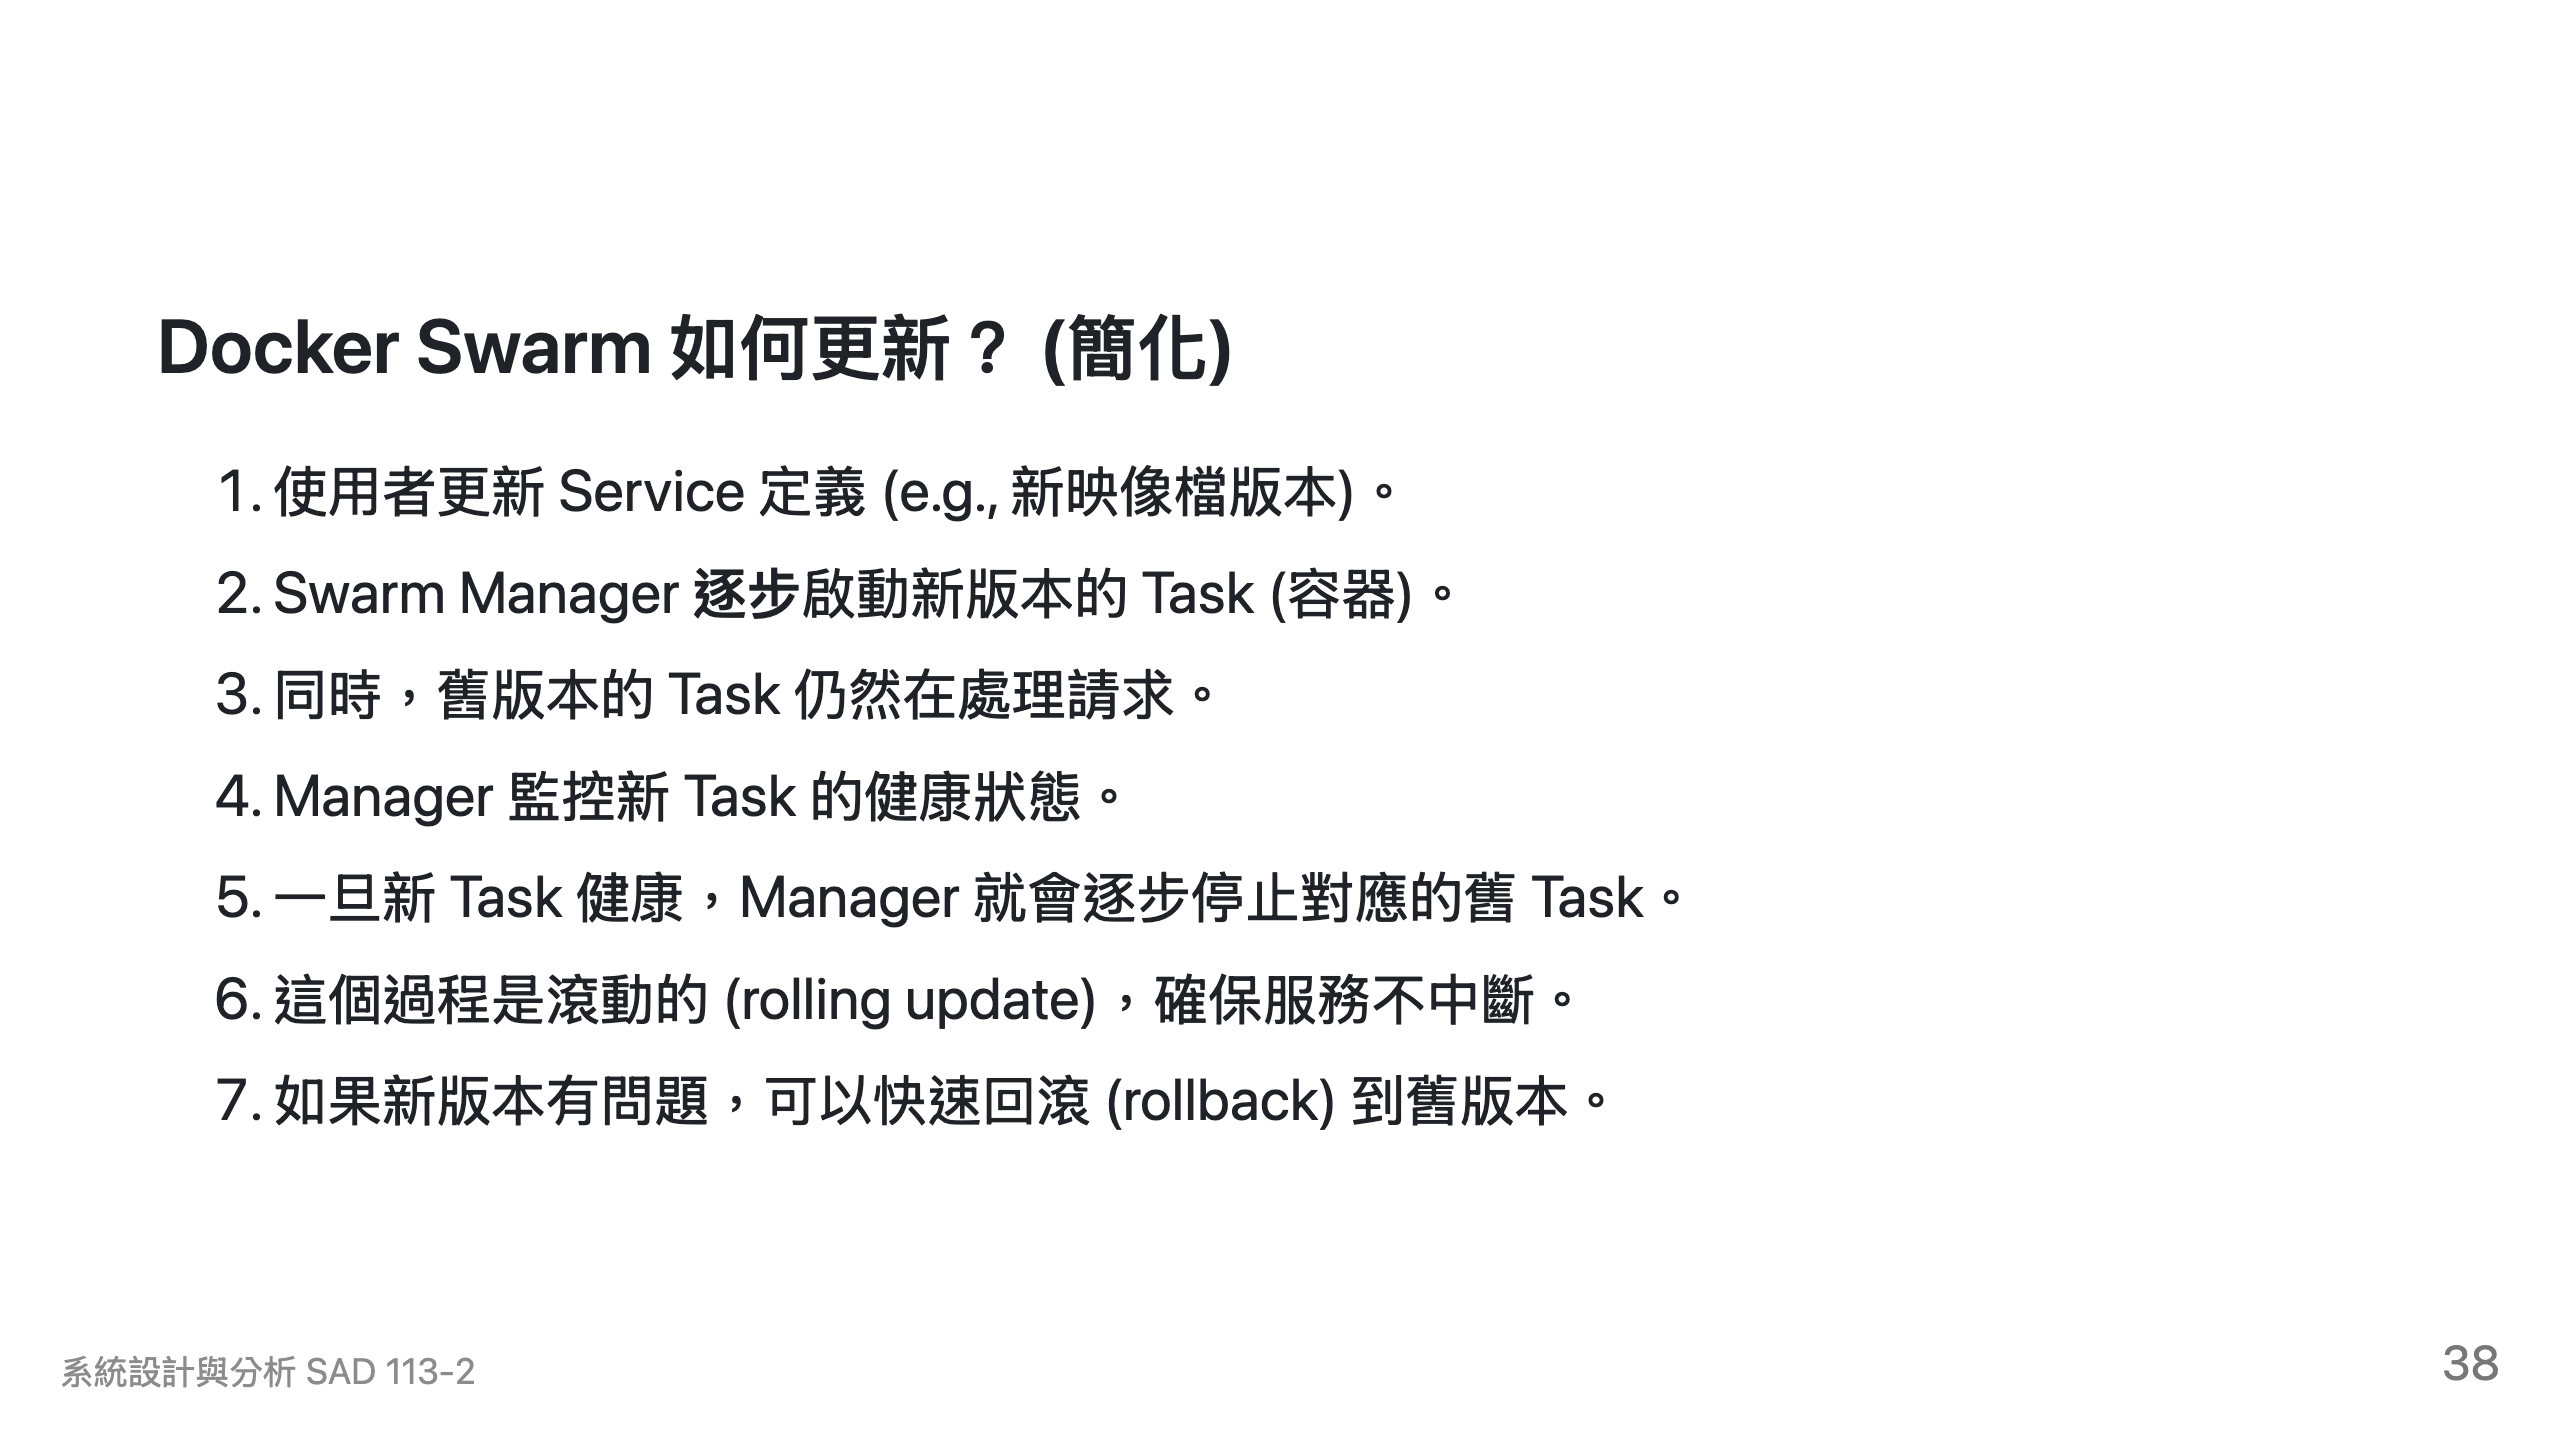 Docker Swarm 如何更新？ (簡化)
1. 使用者更新 Service 定義 (e.g., 新映像檔版本)。
2. Swarm Manager 逐步啟動新版本的 Task (容器)。
3. 同時，舊版本的 Task 仍然在處理請求。
4. Manager 監控新 Task 的健康狀態。
5. 一旦新 Task 健康，Manager 就會逐步停止對應的舊 Task。
6. 這個過程是滾動的 (rolling update)，確保服務不中斷。
7. 如果新版本有問題，可以快速回滾 (rollback) 到舊版本。
系統設計與分析 SAD 113-2
38